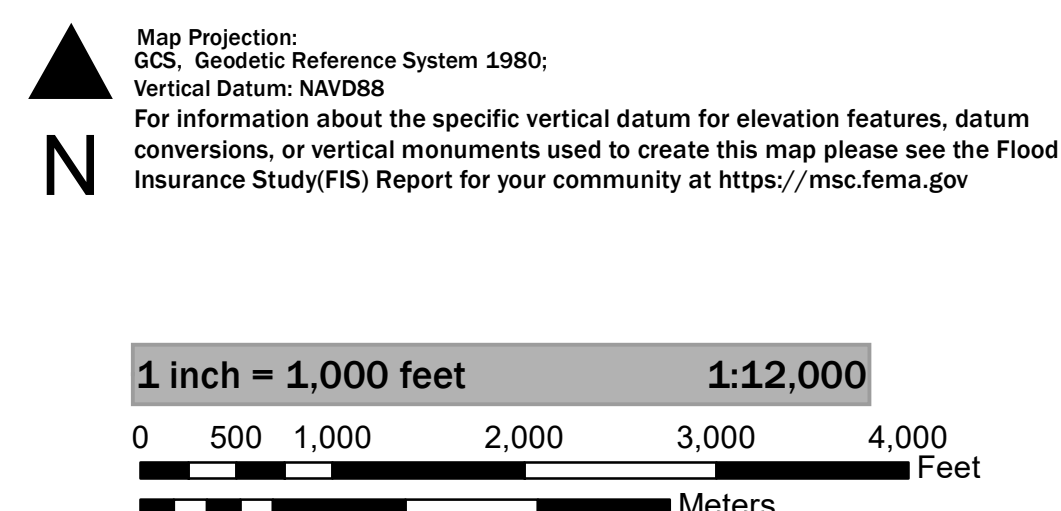 Map Projection:
GCS, Geodetic Reference System 1980;
Vertical Datum: NAVD88
For information about the specific vertical datum for elevation features, datum
conversions, or vertical monuments used to create this map please see the Flood
Insurance Study(FIS) Report for your community at https://msc.fema.gov
N
1 inch = 1,000 feet 1:12,000
0 500 1,000 2,000 3,000 4,000
Feet
Meters